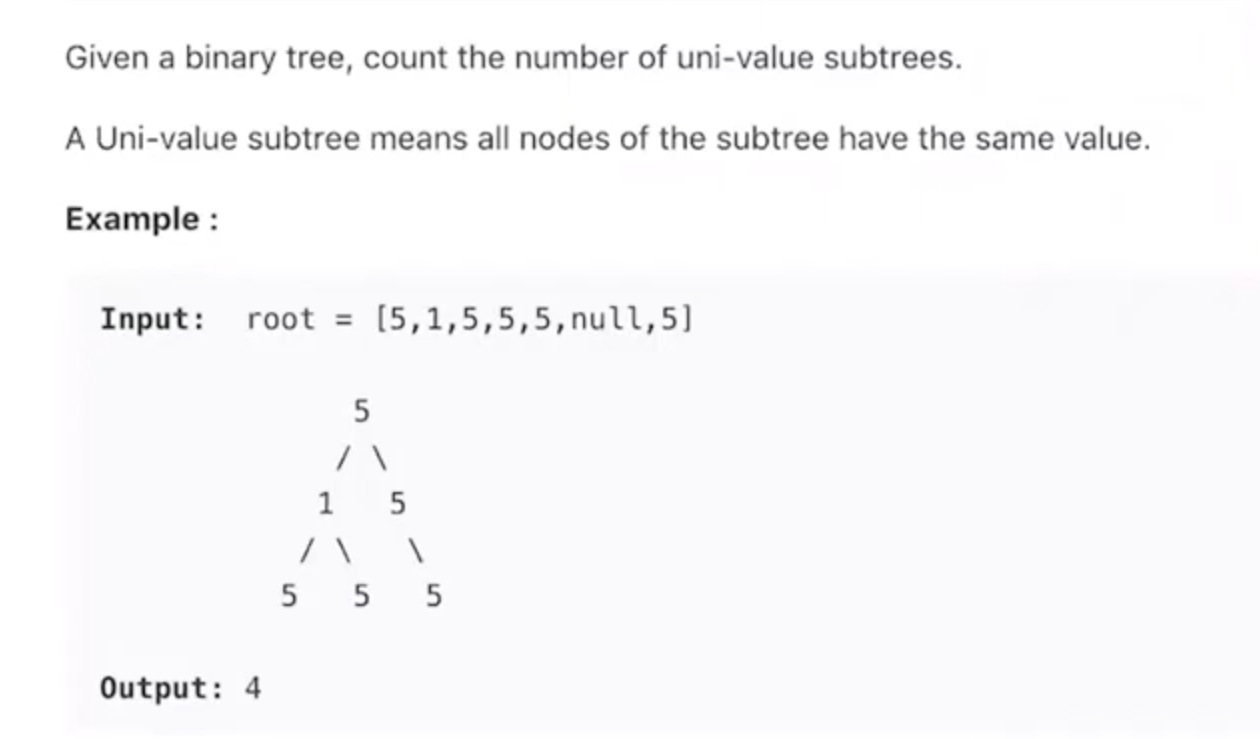 Given a binary tree, count the number of uni-value subtrees.
A Uni-value subtree means all nodes of the subtree have the same value.
Example :
Input:  root = [5,1,5,5,5,null,5]
5
/ \
1   5
/ \   \
5   5   5
Output: 4